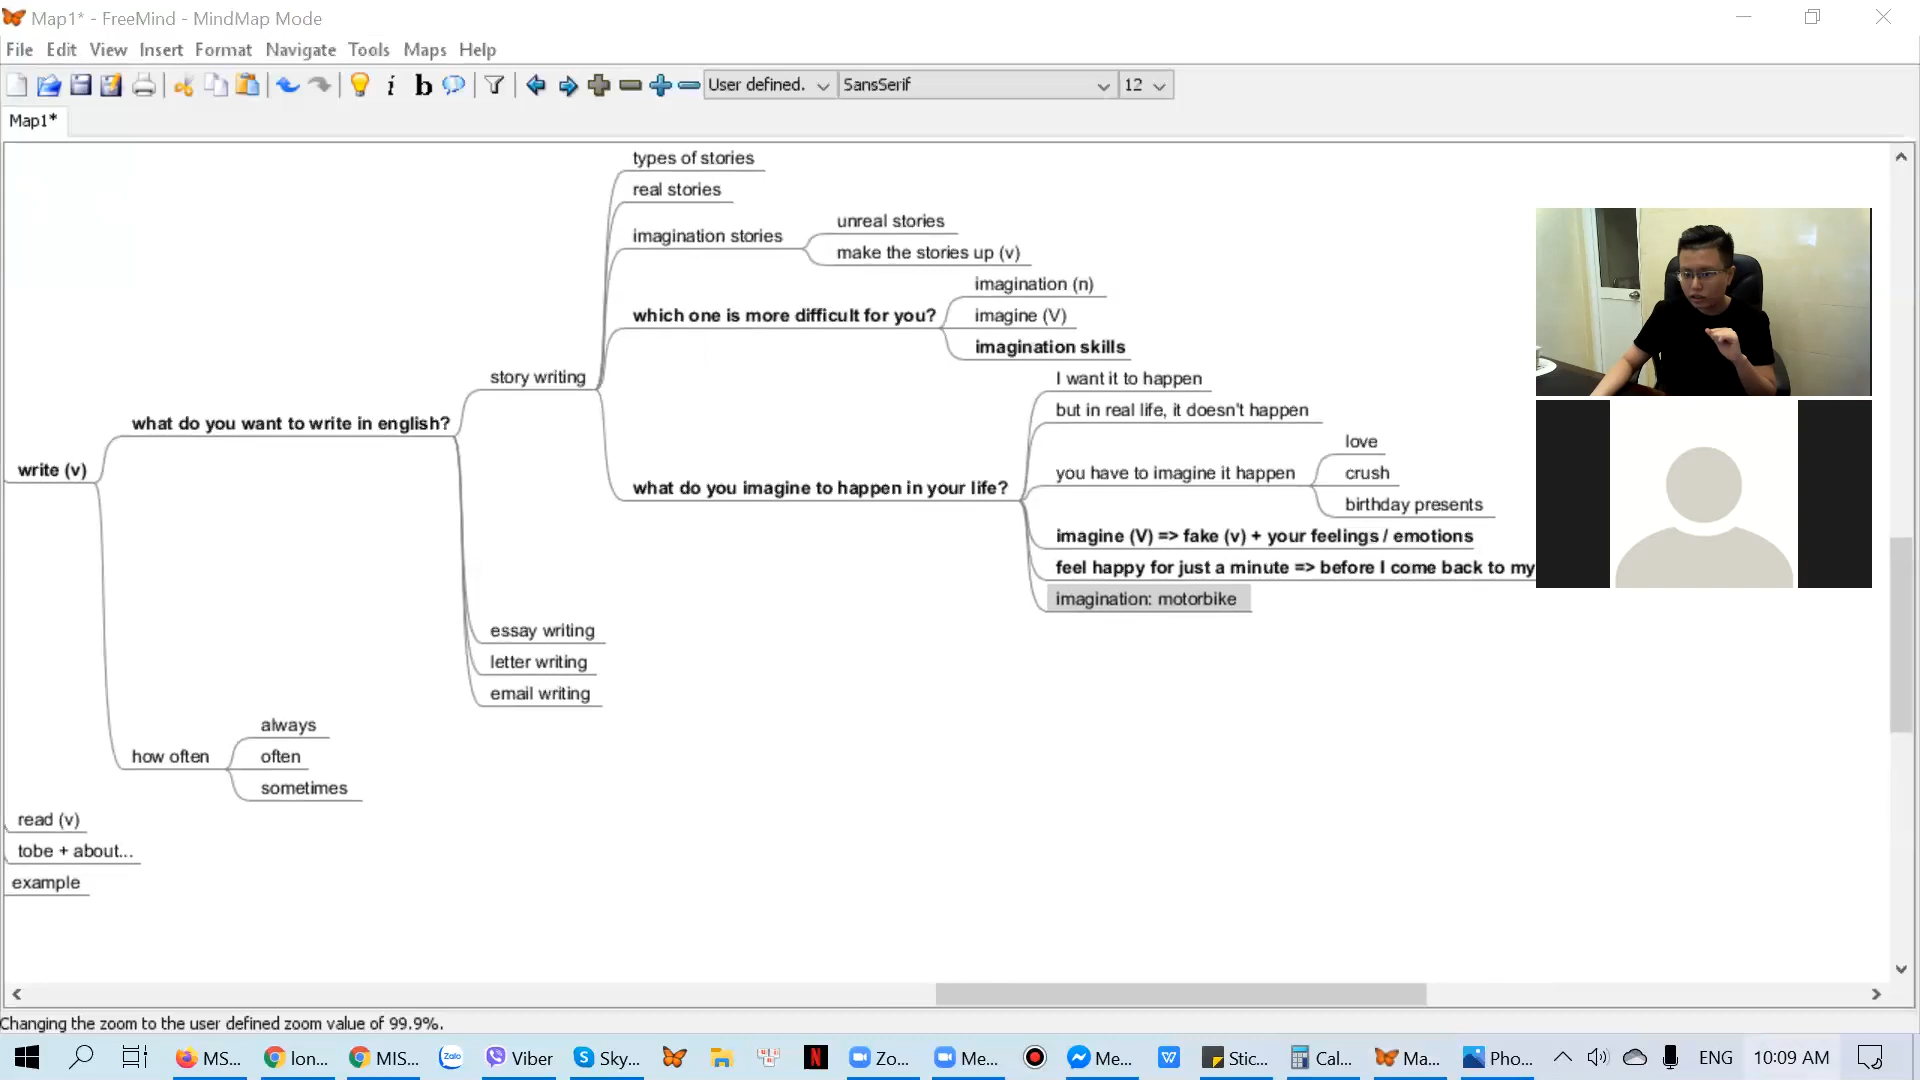 Map1* - FreeMind - MindMap Mode
File Edit View Insert Format Navigate Tools Maps Help
i b User defined. SansSerif 12
Map1*
types of stories
real stories
imagination stories
unreal stories
make the stories up (v)
which one is more difficult for you?
imagination (n)
imagine (V)
imagination skills
story writing
what do you want to write in english?
write (v)
what do you imagine to happen in your life?
I want it to happen
but in real life, it doesn't happen
you have to imagine it happen
love
crush
birthday presents
imagine (V) => fake (v) + your feelings / emotions
feel happy for just a minute => before I come back to my
imagination: motorbike
essay writing
letter writing
email writing
how often
always
often
sometimes
read (v)
tobe + about...
example
Changing the zoom to the user defined zoom value of 99.9%.
MS... lon... MIS... Zalo Viber Sky... N Zo... Me... Me... W Stic... Cal... Ma... Pho... ENG 10:09 AM